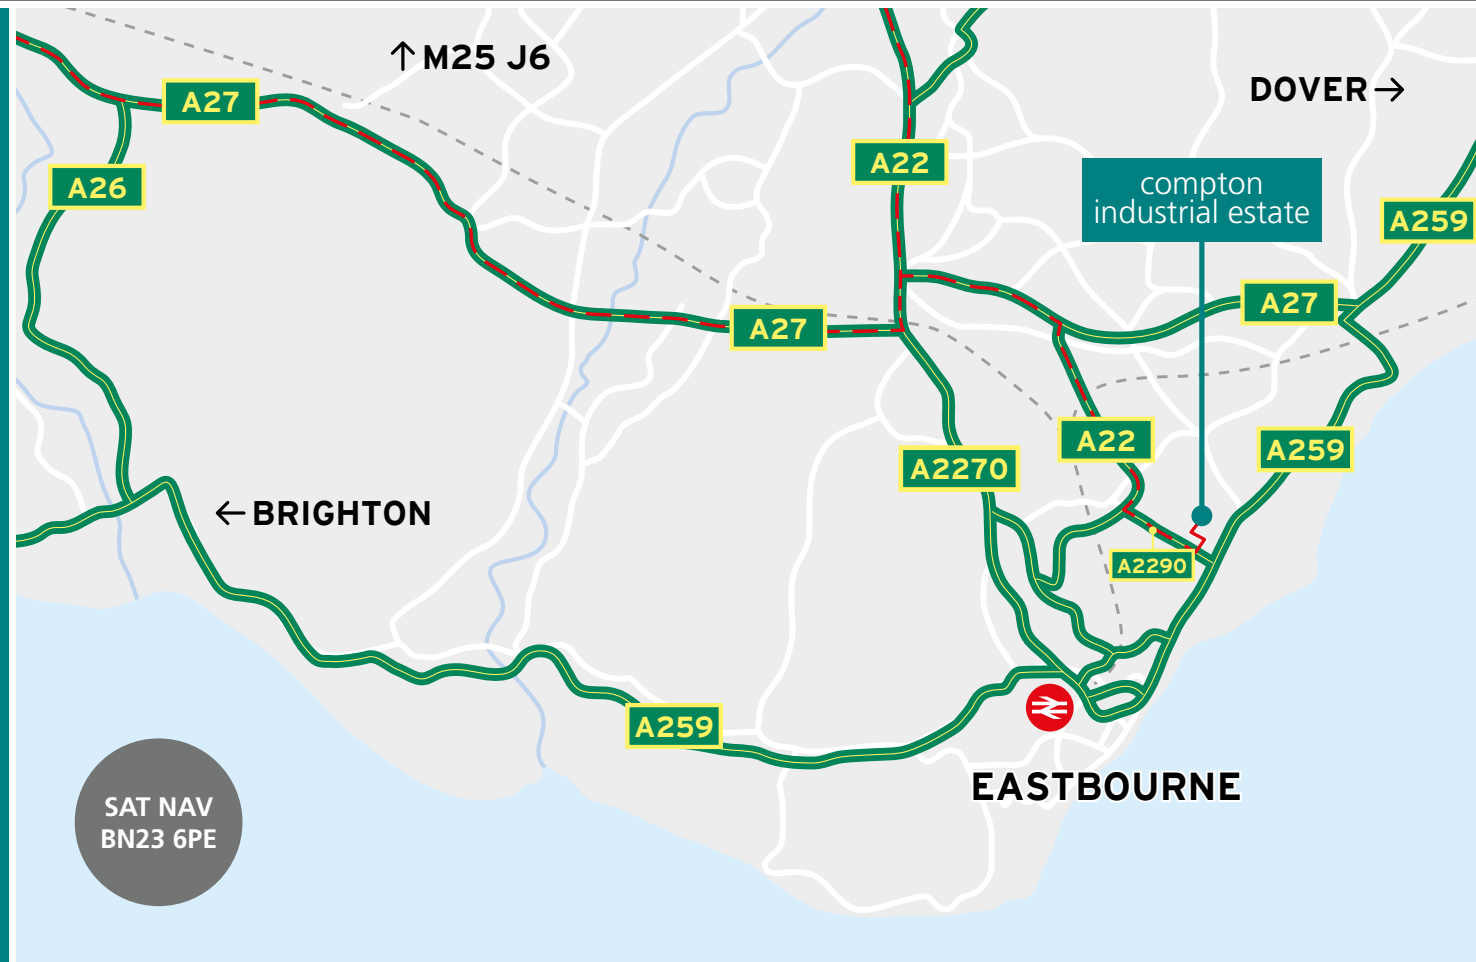 ↑ M25 J6
DOVER →
A27
A22
A26
compton
industrial estate
A259
A27
A27
A22
A259
A2270
← BRIGHTON
A2290
A259
EASTBOURNE
SAT NAV
BN23 6PE